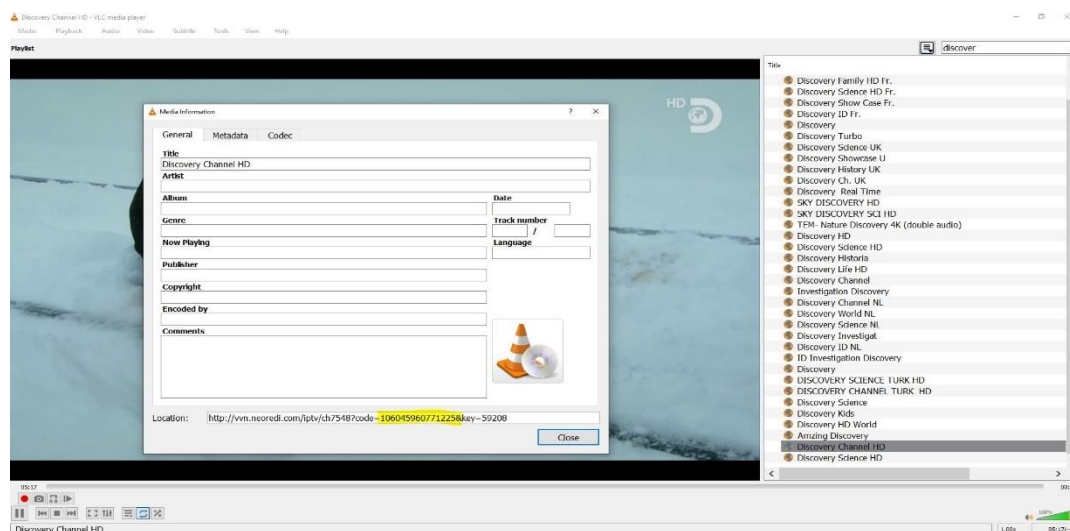 Discovery Channel HD - VLC media player
Media Playback Audio Video Subtitle Tools View Help
Playlist
discover
Title
Discovery Family HD Fr.
Discovery Science HD Fr.
Discovery Show Case Fr.
Discovery ID Fr.
Discovery
Discovery Turbo
Discovery Science UK
Discovery Showcase U
Discovery History UK
Discovery Ch. UK
Discovery Real Time
SKY DISCOVERY HD
SKY DISCOVERY SCI HD
TEM- Nature Discovery 4K (double audio)
Discovery HD
Discovery Science HD
Discovery Historia
Discovery Life HD
Discovery Channel
Investigation Discovery
Discovery Channel NL
Discovery World NL
Discovery Science NL
Discovery Investigat
Discovery ID NL
ID Investigation Discovery
Discovery
DISCOVERY SCIENCE TURK HD
DISCOVERY CHANNEL TURK HD
Discovery Science
Discovery Kids
Discovery HD World
Amzing Discovery
Discovery Channel HD
Discovery Science HD
HD
Media Information
General Metadata Codec
Title
Discovery Channel HD
Artist
Album Date
Genre Track number
/
Now Playing Language
Publisher
Copyright
Encoded by
Comments
Location: http://vvn.neoredi.com/iptv/ch7548?code=106045960771225&key=59208
Close
05:17
100%
Discovery Channel HD 1.00x 05:17/